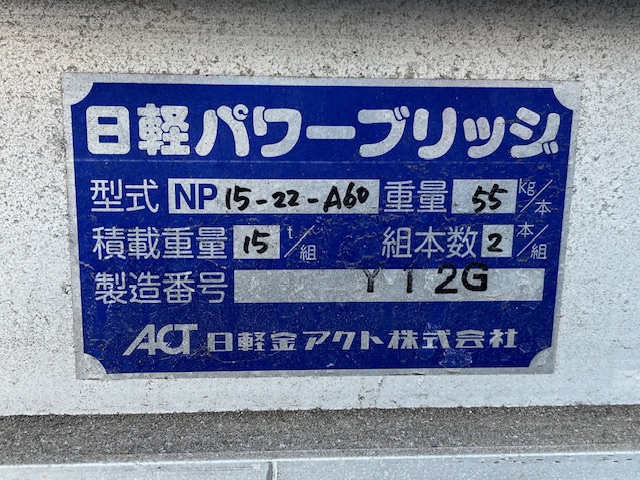 日軽パワーブリッジ
型式 NP 15-22-A60 重量 55 kg/本
積載重量 15 t/組 組本数 2 本/組
製造番号 Y12G
ACT 日軽金アクト株式会社